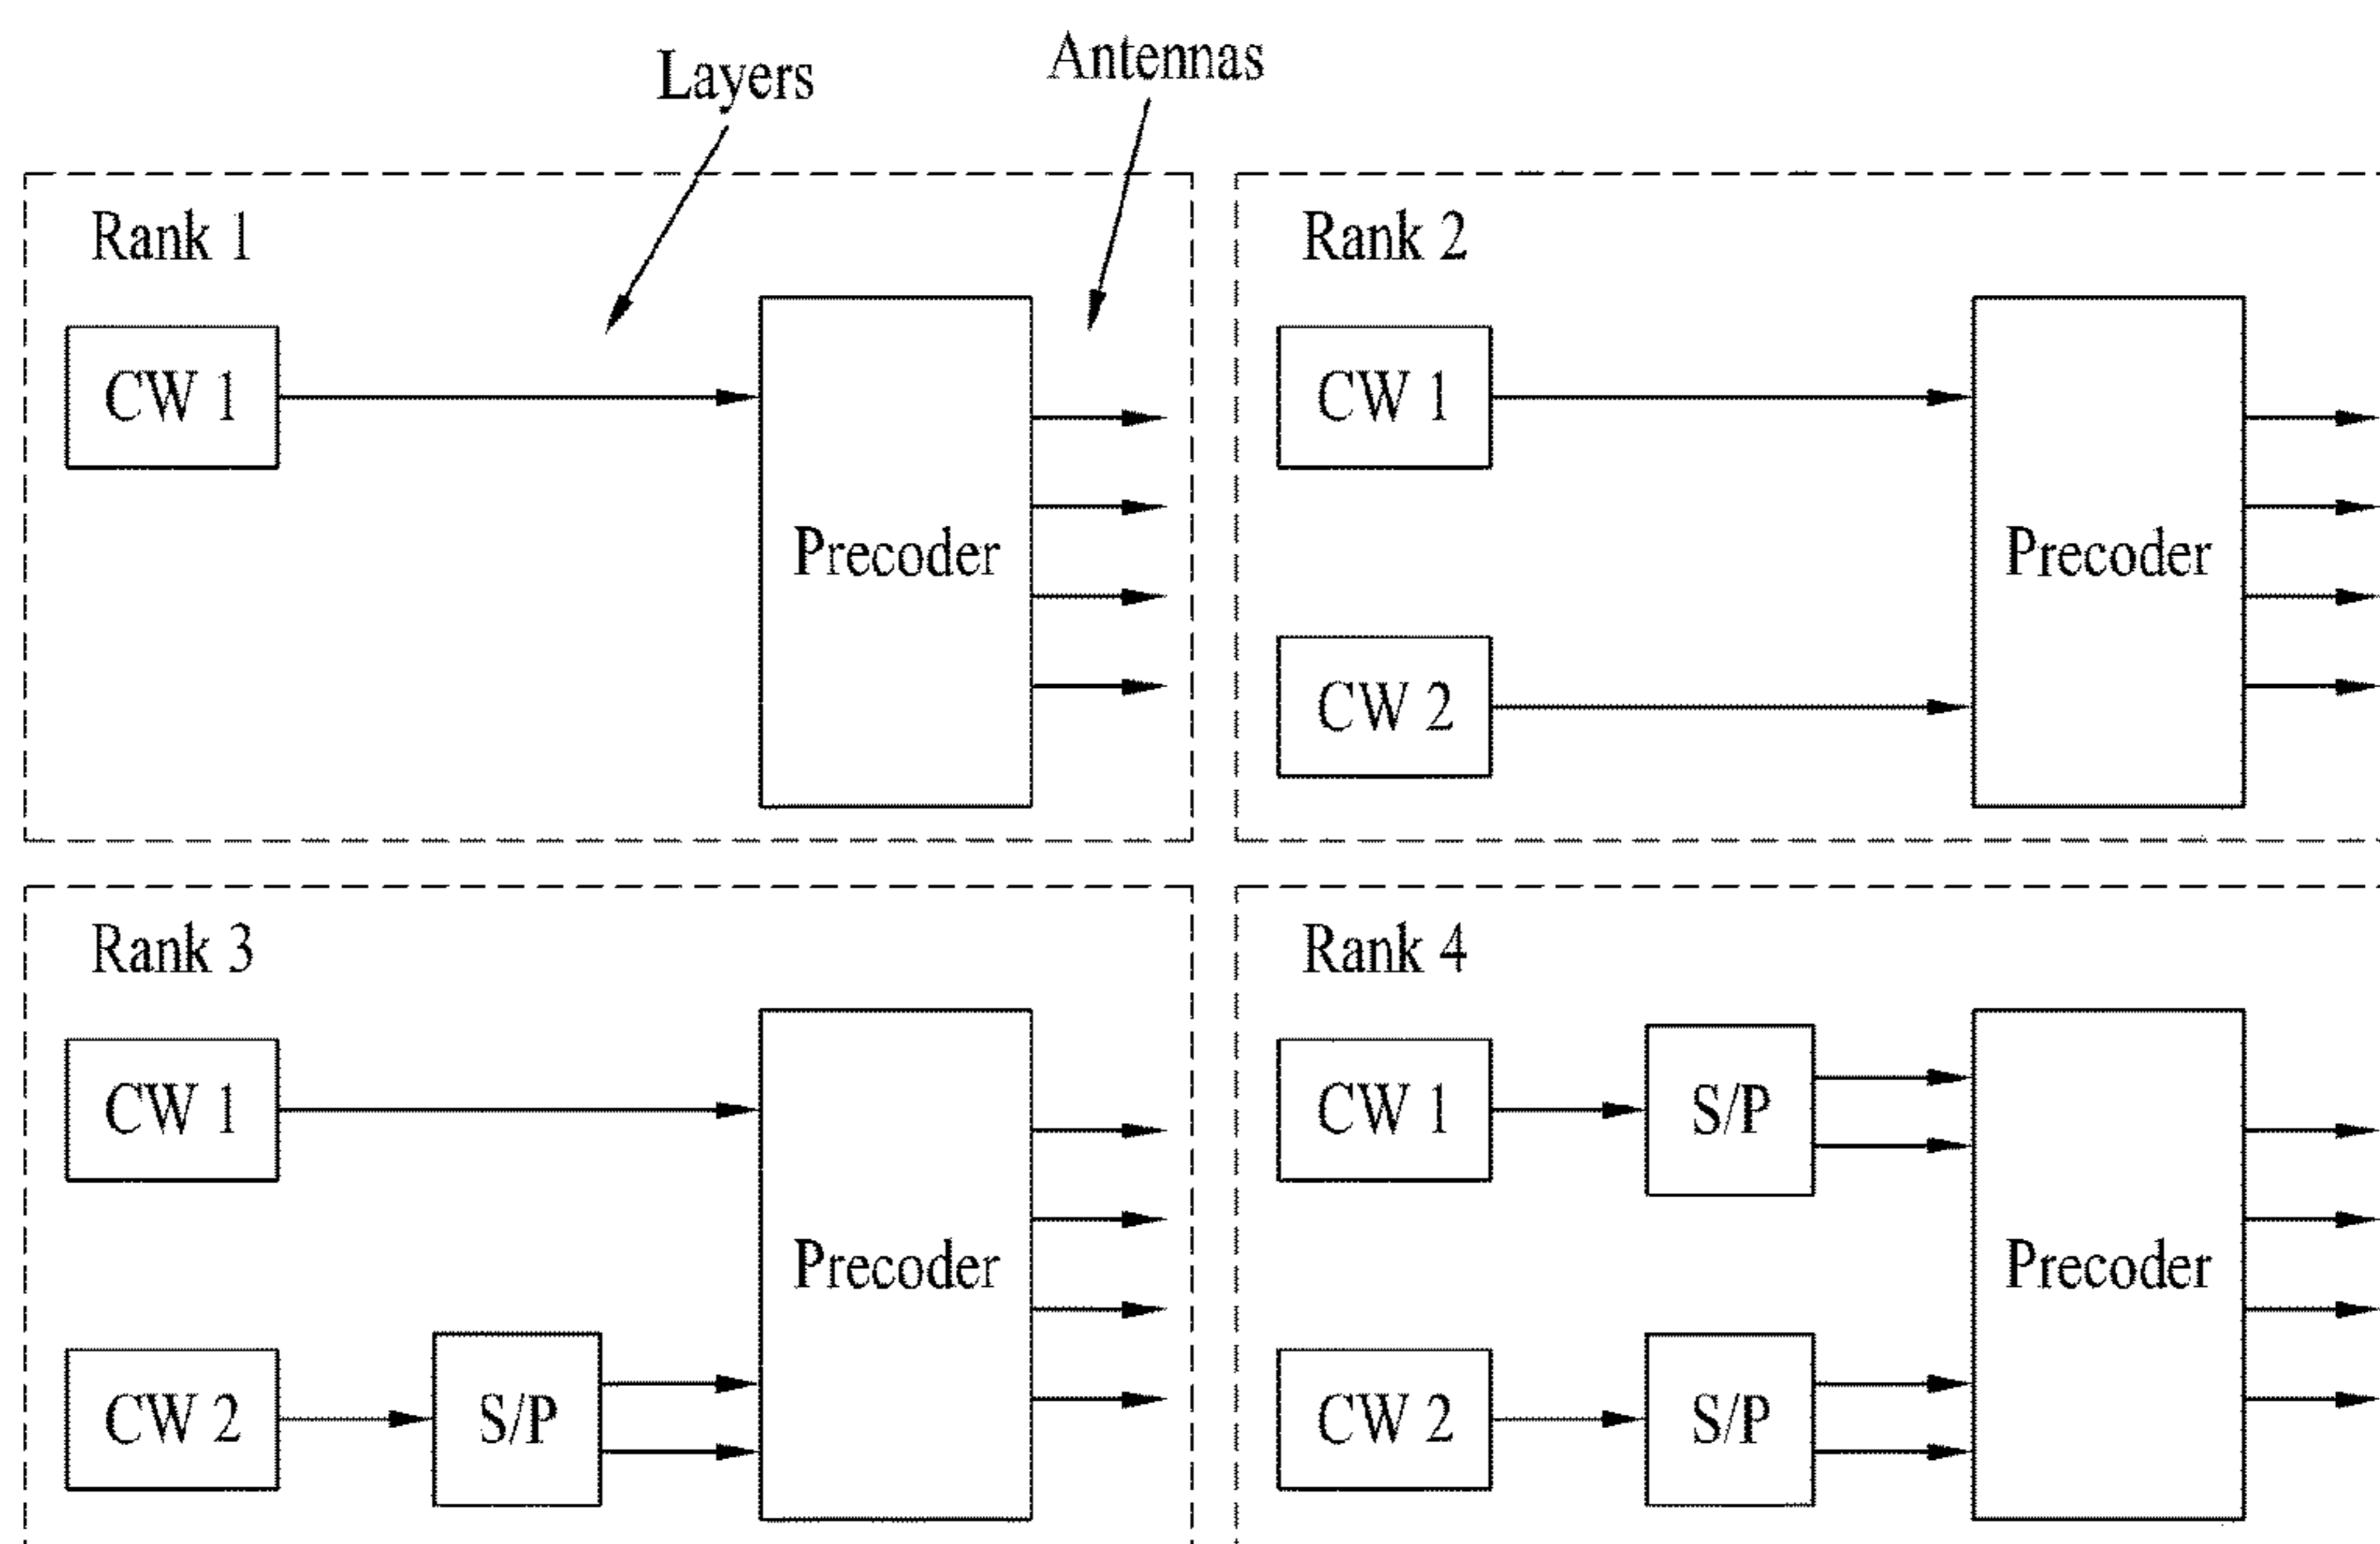 Layers
Antennas
Rank 1
CW 1
Precoder
Rank 2
CW 1
CW 2
Precoder
Rank 3
CW 1
CW 2
S/P
Precoder
Rank 4
CW 1
S/P
CW 2
S/P
Precoder